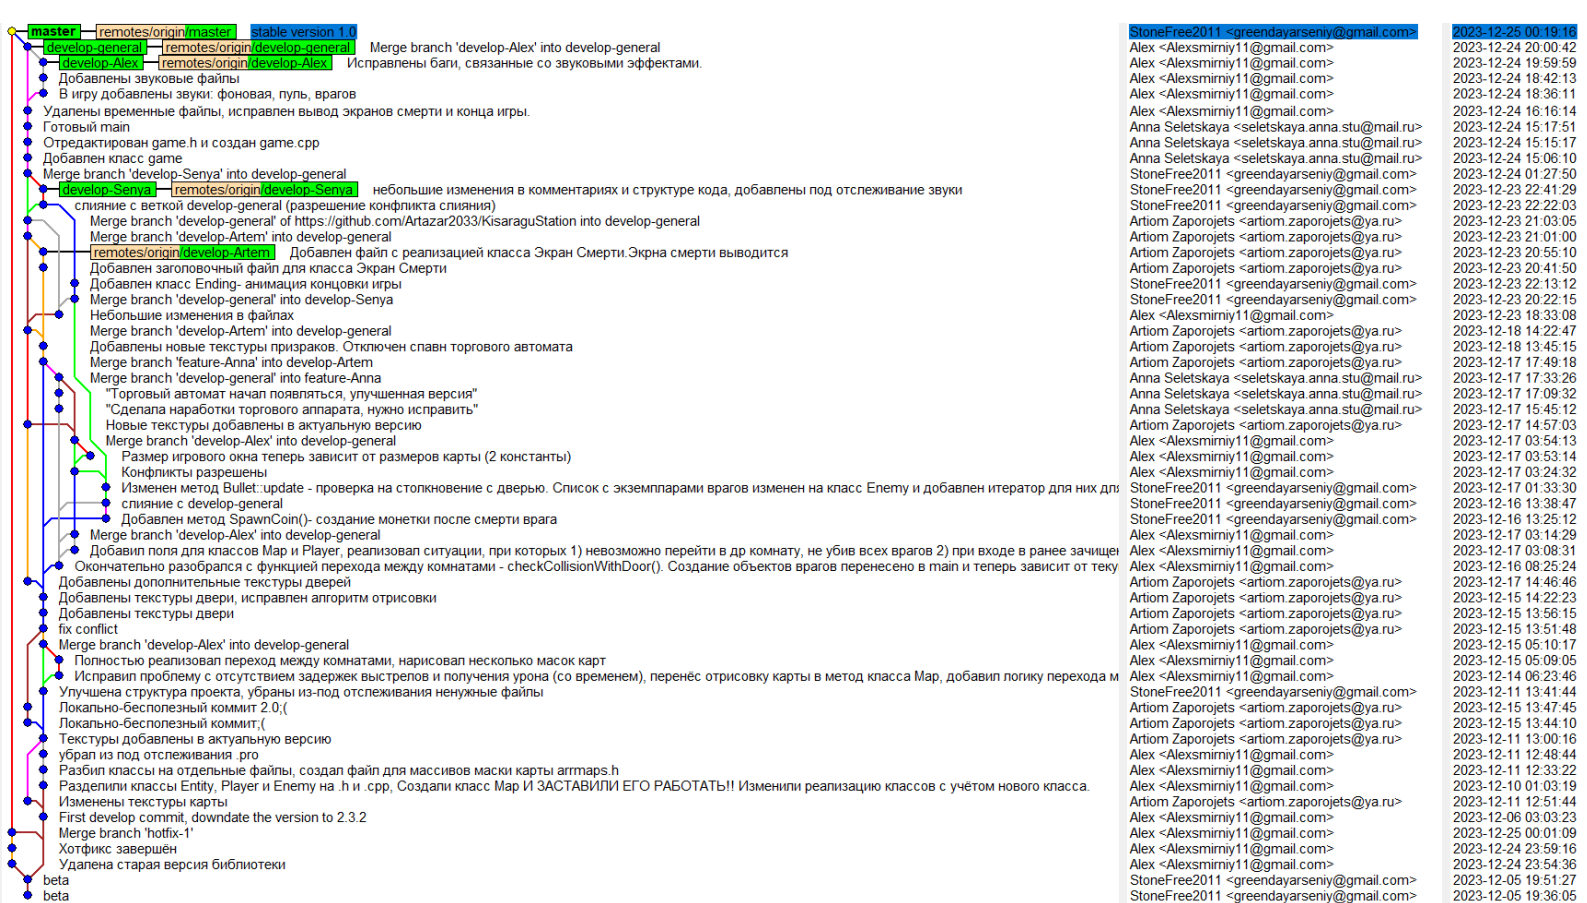 master remotes/origin/master stable version 1.0 StoneFree2011 <greendayarseniy@gmail.com> 2023-12-25 00:19:16
develop-general remotes/origin/develop-general Merge branch 'develop-Alex' into develop-general Alex <Alexsmirniy11@gmail.com> 2023-12-24 20:00:42
develop-Alex remotes/origin/develop-Alex Исправлены баги, связанные со звуковыми эффектами. Alex <Alexsmirniy11@gmail.com> 2023-12-24 19:59:59
Добавлены звуковые файлы Alex <Alexsmirniy11@gmail.com> 2023-12-24 18:42:13
В игру добавлены звуки: фоновая, пуль, врагов Alex <Alexsmirniy11@gmail.com> 2023-12-24 18:36:11
Удалены временные файлы, исправлен вывод экранов смерти и конца игры. Alex <Alexsmirniy11@gmail.com> 2023-12-24 16:16:14
Готовый main Anna Seletskaya <seletskaya.anna.stu@mail.ru> 2023-12-24 15:17:51
Отредактирован game.h и создан game.cpp Anna Seletskaya <seletskaya.anna.stu@mail.ru> 2023-12-24 15:15:17
Добавлен класс game Anna Seletskaya <seletskaya.anna.stu@mail.ru> 2023-12-24 15:06:10
Merge branch 'develop-Senya' into develop-general StoneFree2011 <greendayarseniy@gmail.com> 2023-12-24 01:27:50
develop-Senya remotes/origin/develop-Senya небольшие изменения в комментариях и структуре кода, добавлены под отслеживание звуки StoneFree2011 <greendayarseniy@gmail.com> 2023-12-23 22:41:29
слияние с веткой develop-general (разрешение конфликта слияния) StoneFree2011 <greendayarseniy@gmail.com> 2023-12-23 22:22:03
Merge branch 'develop-general' of https://github.com/Artazar2033/KisaraguStation into develop-general Artiom Zaporojets <artiom.zaporojets@ya.ru> 2023-12-23 21:03:05
Merge branch 'develop-Artem' into develop-general Artiom Zaporojets <artiom.zaporojets@ya.ru> 2023-12-23 21:01:00
remotes/origin/develop-Artem Добавлен файл с реализацией класса Экран Смерти.Экрна смерти выводится Artiom Zaporojets <artiom.zaporojets@ya.ru> 2023-12-23 20:55:10
Добавлен заголовочный файл для класса Экран Смерти Artiom Zaporojets <artiom.zaporojets@ya.ru> 2023-12-23 20:41:50
Добавлен класс Ending- анимация концовки игры StoneFree2011 <greendayarseniy@gmail.com> 2023-12-23 22:13:12
Merge branch 'develop-general' into develop-Senya StoneFree2011 <greendayarseniy@gmail.com> 2023-12-23 20:22:15
Небольшие изменения в файлах Alex <Alexsmirniy11@gmail.com> 2023-12-23 18:33:08
Merge branch 'develop-Artem' into develop-general Artiom Zaporojets <artiom.zaporojets@ya.ru> 2023-12-18 14:22:47
Добавлены новые текстуры призраков. Отключен спавн торгового автомата Artiom Zaporojets <artiom.zaporojets@ya.ru> 2023-12-18 13:45:15
Merge branch 'feature-Anna' into develop-Artem Artiom Zaporojets <artiom.zaporojets@ya.ru> 2023-12-17 17:49:18
Merge branch 'develop-general' into feature-Anna Anna Seletskaya <seletskaya.anna.stu@mail.ru> 2023-12-17 17:33:26
"Торговый автомат начал появляться, улучшенная версия" Anna Seletskaya <seletskaya.anna.stu@mail.ru> 2023-12-17 17:09:32
"Сделала наработки торгового аппарата, нужно исправить" Anna Seletskaya <seletskaya.anna.stu@mail.ru> 2023-12-17 15:45:12
Новые текстуры добавлены в актуальную версию Artiom Zaporojets <artiom.zaporojets@ya.ru> 2023-12-17 14:57:03
Merge branch 'develop-Alex' into develop-general Alex <Alexsmirniy11@gmail.com> 2023-12-17 03:54:13
Размер игрового окна теперь зависит от размеров карты (2 константы) Alex <Alexsmirniy11@gmail.com> 2023-12-17 03:53:14
Конфликты разрешены Alex <Alexsmirniy11@gmail.com> 2023-12-17 03:24:32
Изменен метод Bullet::update - проверка на столкновение с дверью. Список с экземплярами врагов изменен на класс Enemy и добавлен итератор для них для StoneFree2011 <greendayarseniy@gmail.com> 2023-12-17 01:33:30
слияние с develop-general StoneFree2011 <greendayarseniy@gmail.com> 2023-12-16 13:38:47
Добавлен метод SpawnCoin()- создание монетки после смерти врага StoneFree2011 <greendayarseniy@gmail.com> 2023-12-16 13:25:12
Merge branch 'develop-Alex' into develop-general Alex <Alexsmirniy11@gmail.com> 2023-12-17 03:14:29
Добавил поля для классов Map и Player, реализовал ситуации, при которых 1) невозможно перейти в др комнату, не убив всех врагов 2) при входе в ранее зачищен Alex <Alexsmirniy11@gmail.com> 2023-12-17 03:08:31
Окончательно разобрался с функцией перехода между комнатами - checkCollisionWithDoor(). Создание объектов врагов перенесено в main и теперь зависит от теку Alex <Alexsmirniy11@gmail.com> 2023-12-16 08:25:24
Добавлены дополнительные текстуры дверей Artiom Zaporojets <artiom.zaporojets@ya.ru> 2023-12-17 14:46:46
Добавлены текстуры двери, исправлен алгоритм отрисовки Artiom Zaporojets <artiom.zaporojets@ya.ru> 2023-12-15 14:22:23
Добавлены текстуры двери Artiom Zaporojets <artiom.zaporojets@ya.ru> 2023-12-15 13:56:15
fix conflict Artiom Zaporojets <artiom.zaporojets@ya.ru> 2023-12-15 13:51:48
Merge branch 'develop-Alex' into develop-general Alex <Alexsmirniy11@gmail.com> 2023-12-15 05:10:17
Полностью реализовал переход между комнатами, нарисовал несколько масок карт Alex <Alexsmirniy11@gmail.com> 2023-12-15 05:09:05
Исправил проблему с отсутствием задержек выстрелов и получения урона (со временем), перенёс отрисовку карты в метод класса Map, добавил логику перехода м Alex <Alexsmirniy11@gmail.com> 2023-12-14 06:23:46
Улучшена структура проекта, убраны из-под отслеживания ненужные файлы StoneFree2011 <greendayarseniy@gmail.com> 2023-12-11 13:41:44
Локально-бесполезный коммит 2.0;( Artiom Zaporojets <artiom.zaporojets@ya.ru> 2023-12-15 13:47:45
Локально-бесполезный коммит;( Artiom Zaporojets <artiom.zaporojets@ya.ru> 2023-12-15 13:44:10
Текстуры добавлены в актуальную версию Artiom Zaporojets <artiom.zaporojets@ya.ru> 2023-12-11 13:00:16
убрал из под отслеживания .pro Alex <Alexsmirniy11@gmail.com> 2023-12-11 12:48:44
Разбил классы на отдельные файлы, создал файл для массивов маски карты arrmaps.h Alex <Alexsmirniy11@gmail.com> 2023-12-11 12:33:22
Разделили классы Entity, Player и Enemy на .h и .cpp, Создали класс Map И ЗАСТАВИЛИ ЕГО РАБОТАТЬ!! Изменили реализацию классов с учётом нового класса. Alex <Alexsmirniy11@gmail.com> 2023-12-10 01:03:19
Изменены текстуры карты Artiom Zaporojets <artiom.zaporojets@ya.ru> 2023-12-11 12:51:44
First develop commit, downdate the version to 2.3.2 Alex <Alexsmirniy11@gmail.com> 2023-12-06 03:03:23
Merge branch 'hotfix-1' Alex <Alexsmirniy11@gmail.com> 2023-12-25 00:01:09
Хотфикс завершён Alex <Alexsmirniy11@gmail.com> 2023-12-24 23:59:16
Удалена старая версия библиотеки Alex <Alexsmirniy11@gmail.com> 2023-12-24 23:54:36
beta StoneFree2011 <greendayarseniy@gmail.com> 2023-12-05 19:51:27
beta StoneFree2011 <greendayarseniy@gmail.com> 2023-12-05 19:36:05